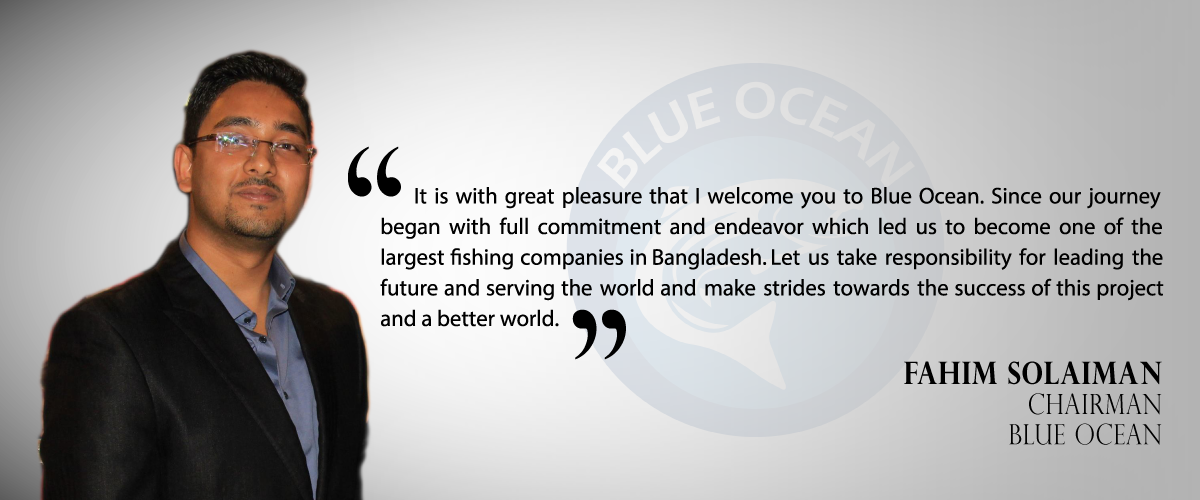 BLUE OCEAN
“ It is with great pleasure that I welcome you to Blue Ocean. Since our journey
began with full commitment and endeavor which led us to become one of the
largest fishing companies in Bangladesh. Let us take responsibility for leading the
future and serving the world and make strides towards the success of this project
and a better world. ”
FAHIM SOLAIMAN
CHAIRMAN
BLUE OCEAN